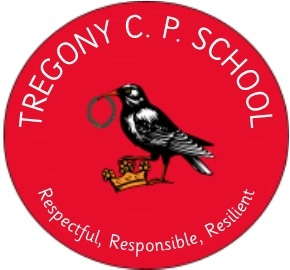 TREGONY C. P. SCHOOL
Respectful, Responsible, Resilient